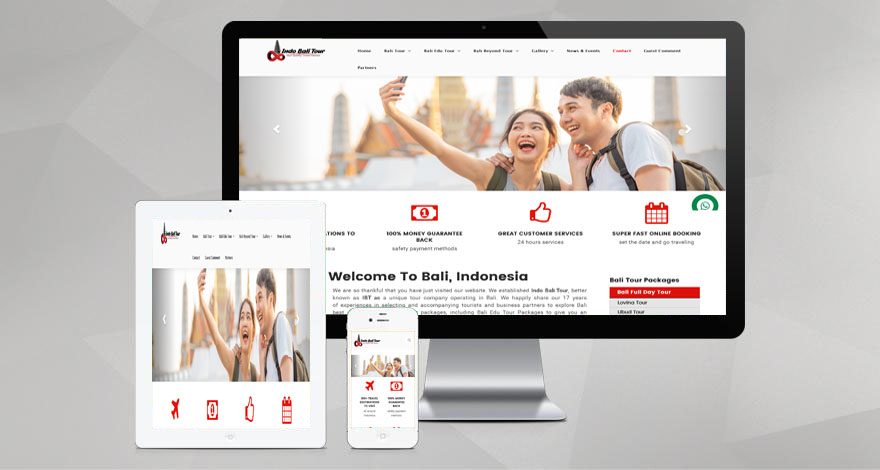 Indo Bali Tour
Home Bali Tour Bali Edu Tour Bali Beyond Tour Gallery News & Events Contact Guest Comment
Partners
ATIONS TO
nesia
100% MONEY GUARANTEE
BACK
safety payment methods
GREAT CUSTOMER SERVICES
24 hours services
SUPER FAST ONLINE BOOKING
set the date and go traveling
Welcome To Bali, Indonesia
We are so thankful that you have just visited our website. We established Indo Bali Tour, better
known as IBT as a unique tour company operating in Bali. We happily share our 17 years
of experiences in selecting and accompanying tourists and business partners to explore Bali
best packages, including Bali Edu Tour Packages to give you an
Bali Tour Packages
Bali Full Day Tour
Lovina Tour
Ubud Tour
Indo Bali Tour
Home Bali Tour Bali Edu Tour Bali Beyond Tour Gallery News & Events
Contact Guest Comment Partners
Indo Bali Tour
100+ TRAVEL
DESTINATIONS
TO VISIT
100% MONEY
GUARANTEE
BACK
safety payment
methods